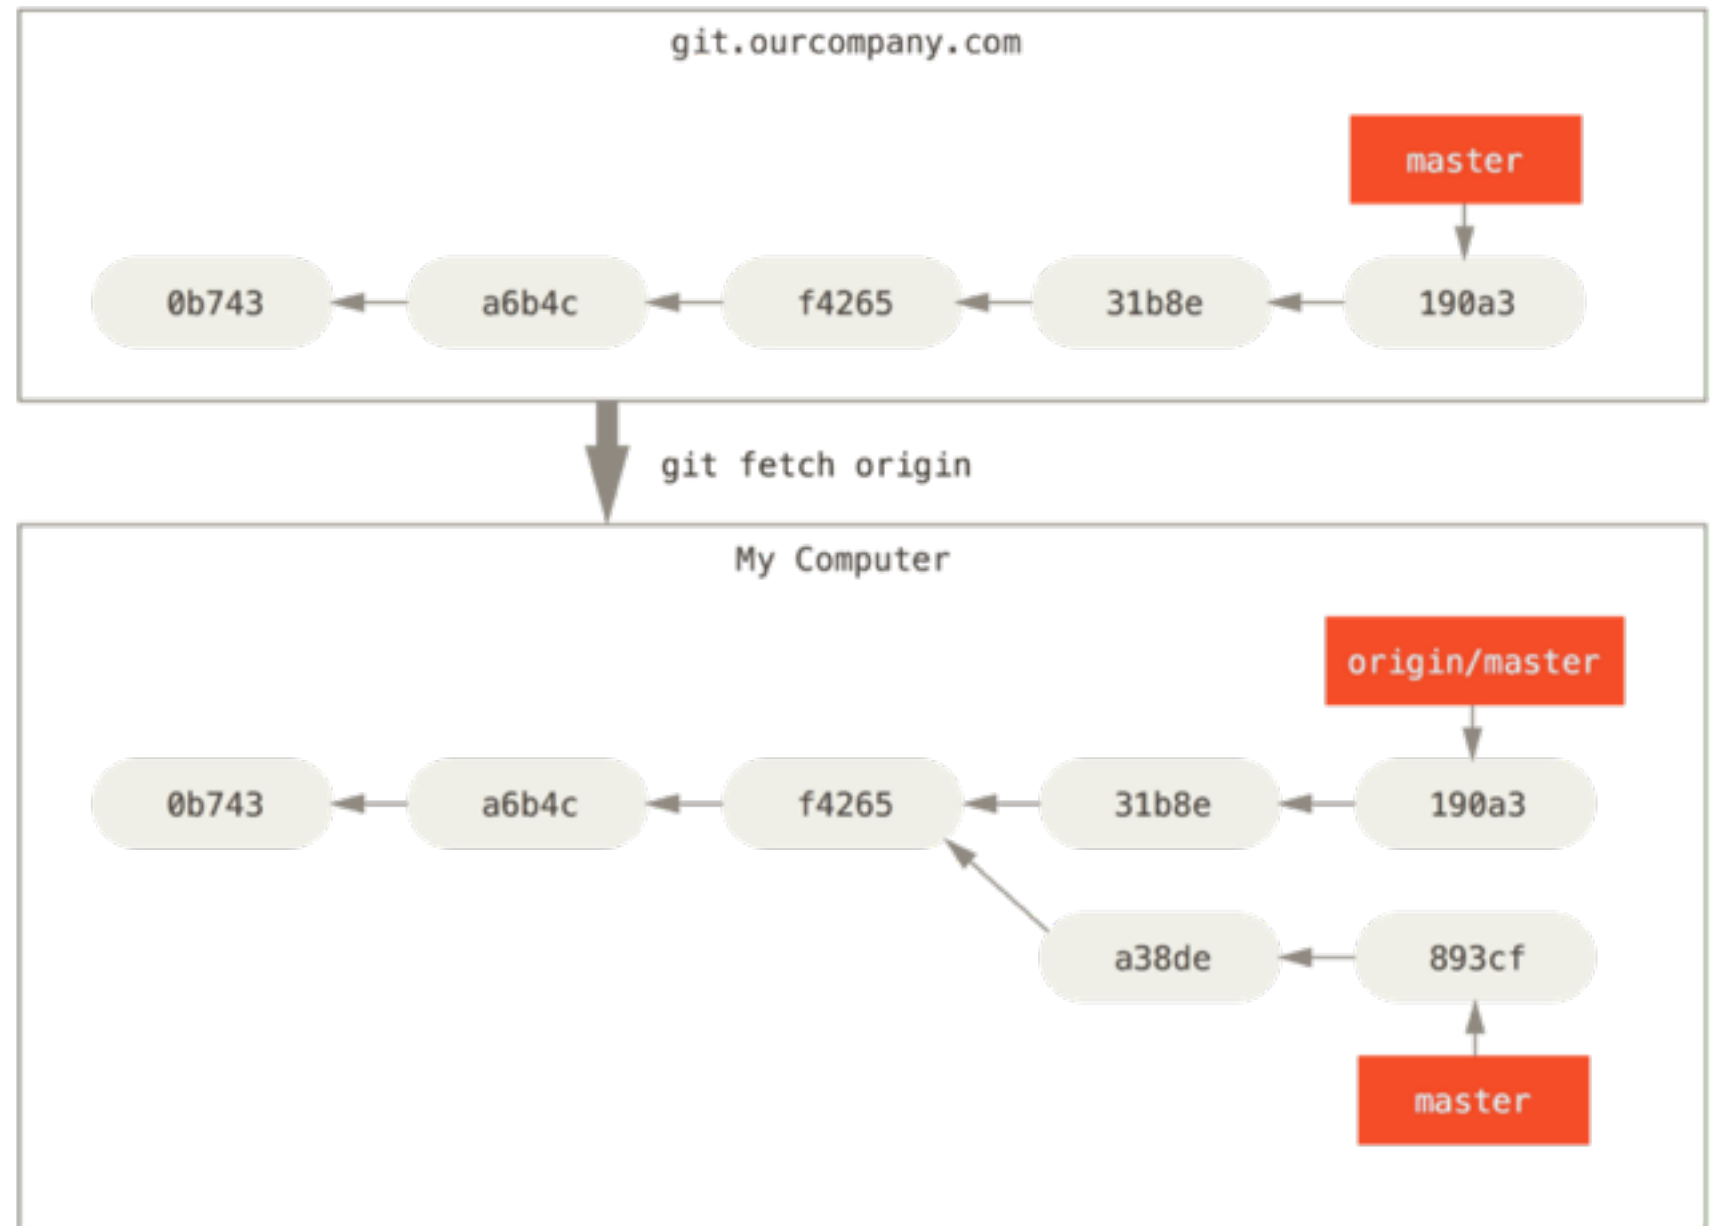 git.ourcompany.com
master
0b743 a6b4c f4265 31b8e 190a3
git fetch origin
My Computer
origin/master
0b743 a6b4c f4265 31b8e 190a3
a38de 893cf
master